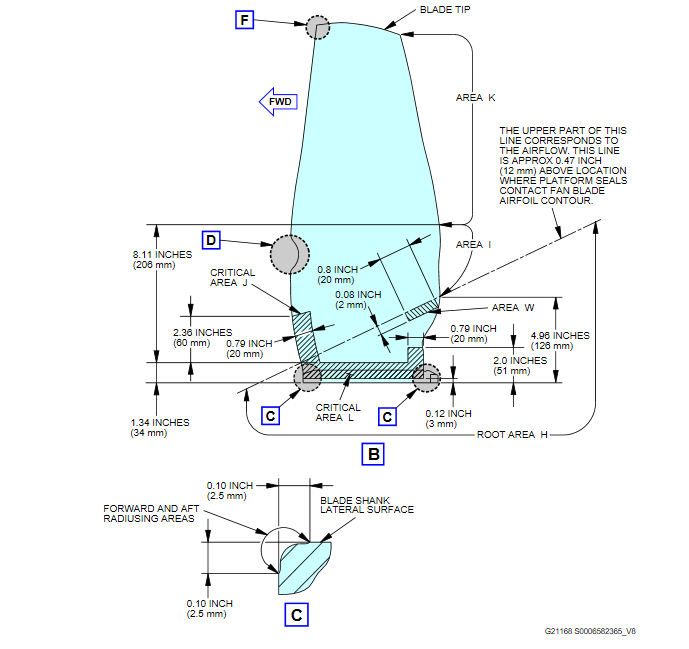 F
BLADE TIP
FWD
AREA K
THE UPPER PART OF THIS
LINE CORRESPONDS TO
THE AIRFLOW. THIS LINE
IS APPROX 0.47 INCH
(12 mm) ABOVE LOCATION
WHERE PLATFORM SEALS
CONTACT FAN BLADE
AIRFOIL CONTOUR.
D
AREA I
8.11 INCHES
(206 mm)
CRITICAL
AREA J
0.8 INCH
(20 mm)
0.08 INCH
(2 mm)
AREA W
2.36 INCHES
(60 mm)
0.79 INCH
(20 mm)
0.79 INCH
(20 mm)
4.96 INCHES
(126 mm)
2.0 INCHES
(51 mm)
C
CRITICAL
AREA L
C
0.12 INCH
(3 mm)
1.34 INCHES
(34 mm)
ROOT AREA H
B
0.10 INCH
(2.5 mm)
FORWARD AND AFT
RADIUSING AREAS
BLADE SHANK
LATERAL SURFACE
0.10 INCH
(2.5 mm)
C
G21168 S0006582365_V8